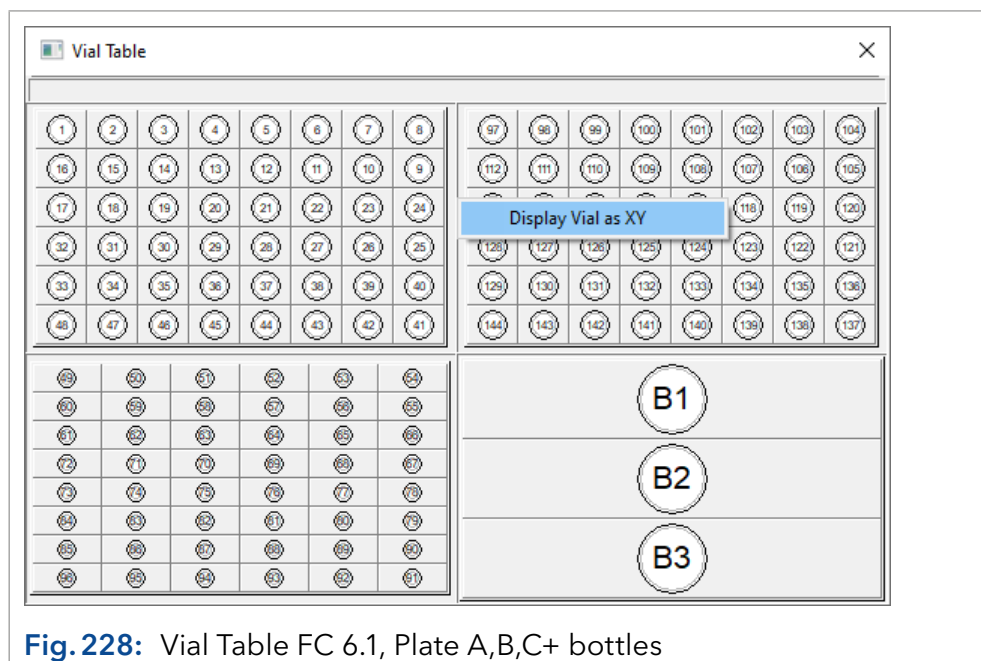 Vial Table
1 2 3 4 5 6 7 8
16 15 14 13 12 11 10 9
17 18 19 20 21 22 23 24
32 31 30 29 28 27 26 25
33 34 35 36 37 38 39 40
48 47 46 45 44 43 42 41
97 98 99 100 101 102 103 104
112 111 110 109 108 107 106 105
Display Vial as XY 118 119 120
128 127 126 125 124 123 122 121
129 130 131 132 133 134 135 136
144 143 142 141 140 139 138 137
49 50 51 52 53 54
60 59 58 57 56 55
61 62 63 64 65 66
72 71 70 69 68 67
73 74 75 76 77 78
84 83 82 81 80 79
85 86 87 88 89 90
96 95 94 93 92 91
B1
B2
B3
Fig. 228: Vial Table FC 6.1, Plate A,B,C+ bottles